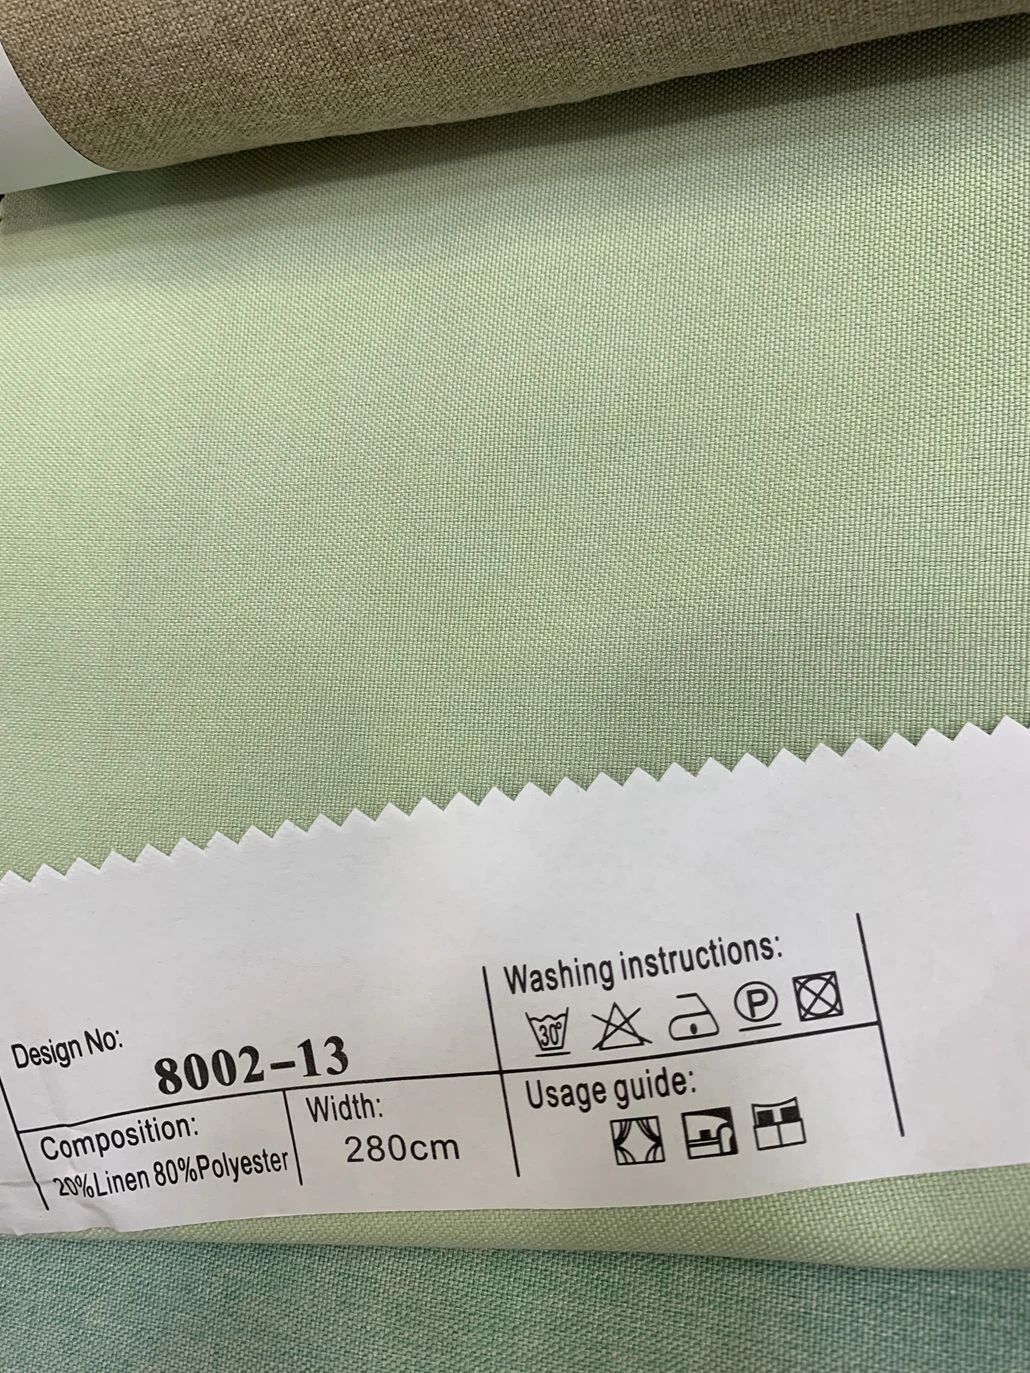 Design No:
8002-13
Composition:
20%Linen 80%Polyester
Width:
280cm
Washing instructions:
30°
P
Usage guide: